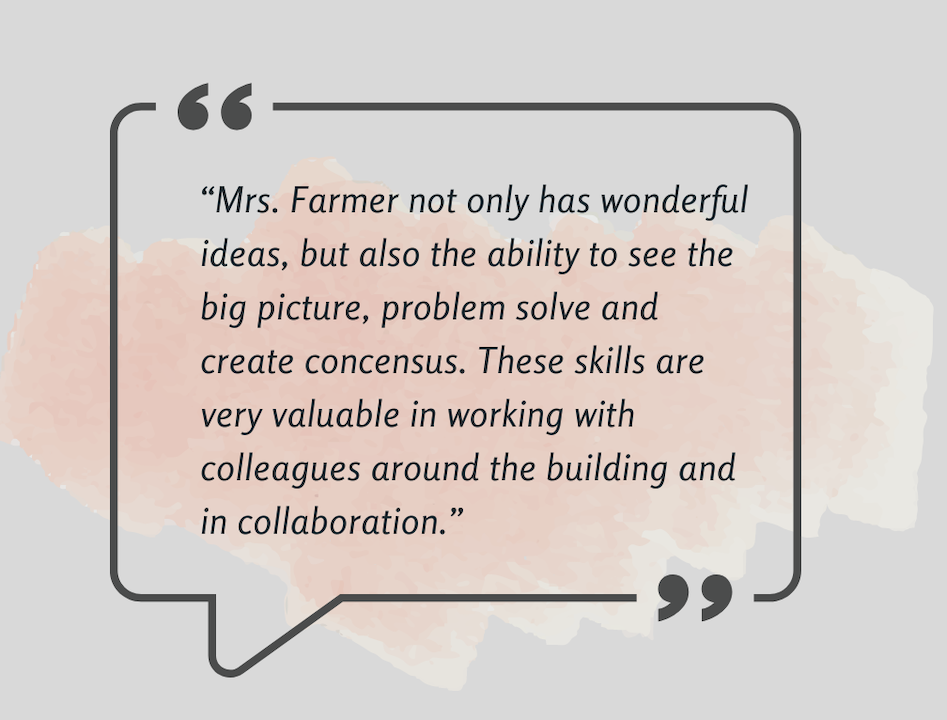 “Mrs. Farmer not only has wonderful
ideas, but also the ability to see the
big picture, problem solve and
create concensus. These skills are
very valuable in working with
colleagues around the building and
in collaboration.”